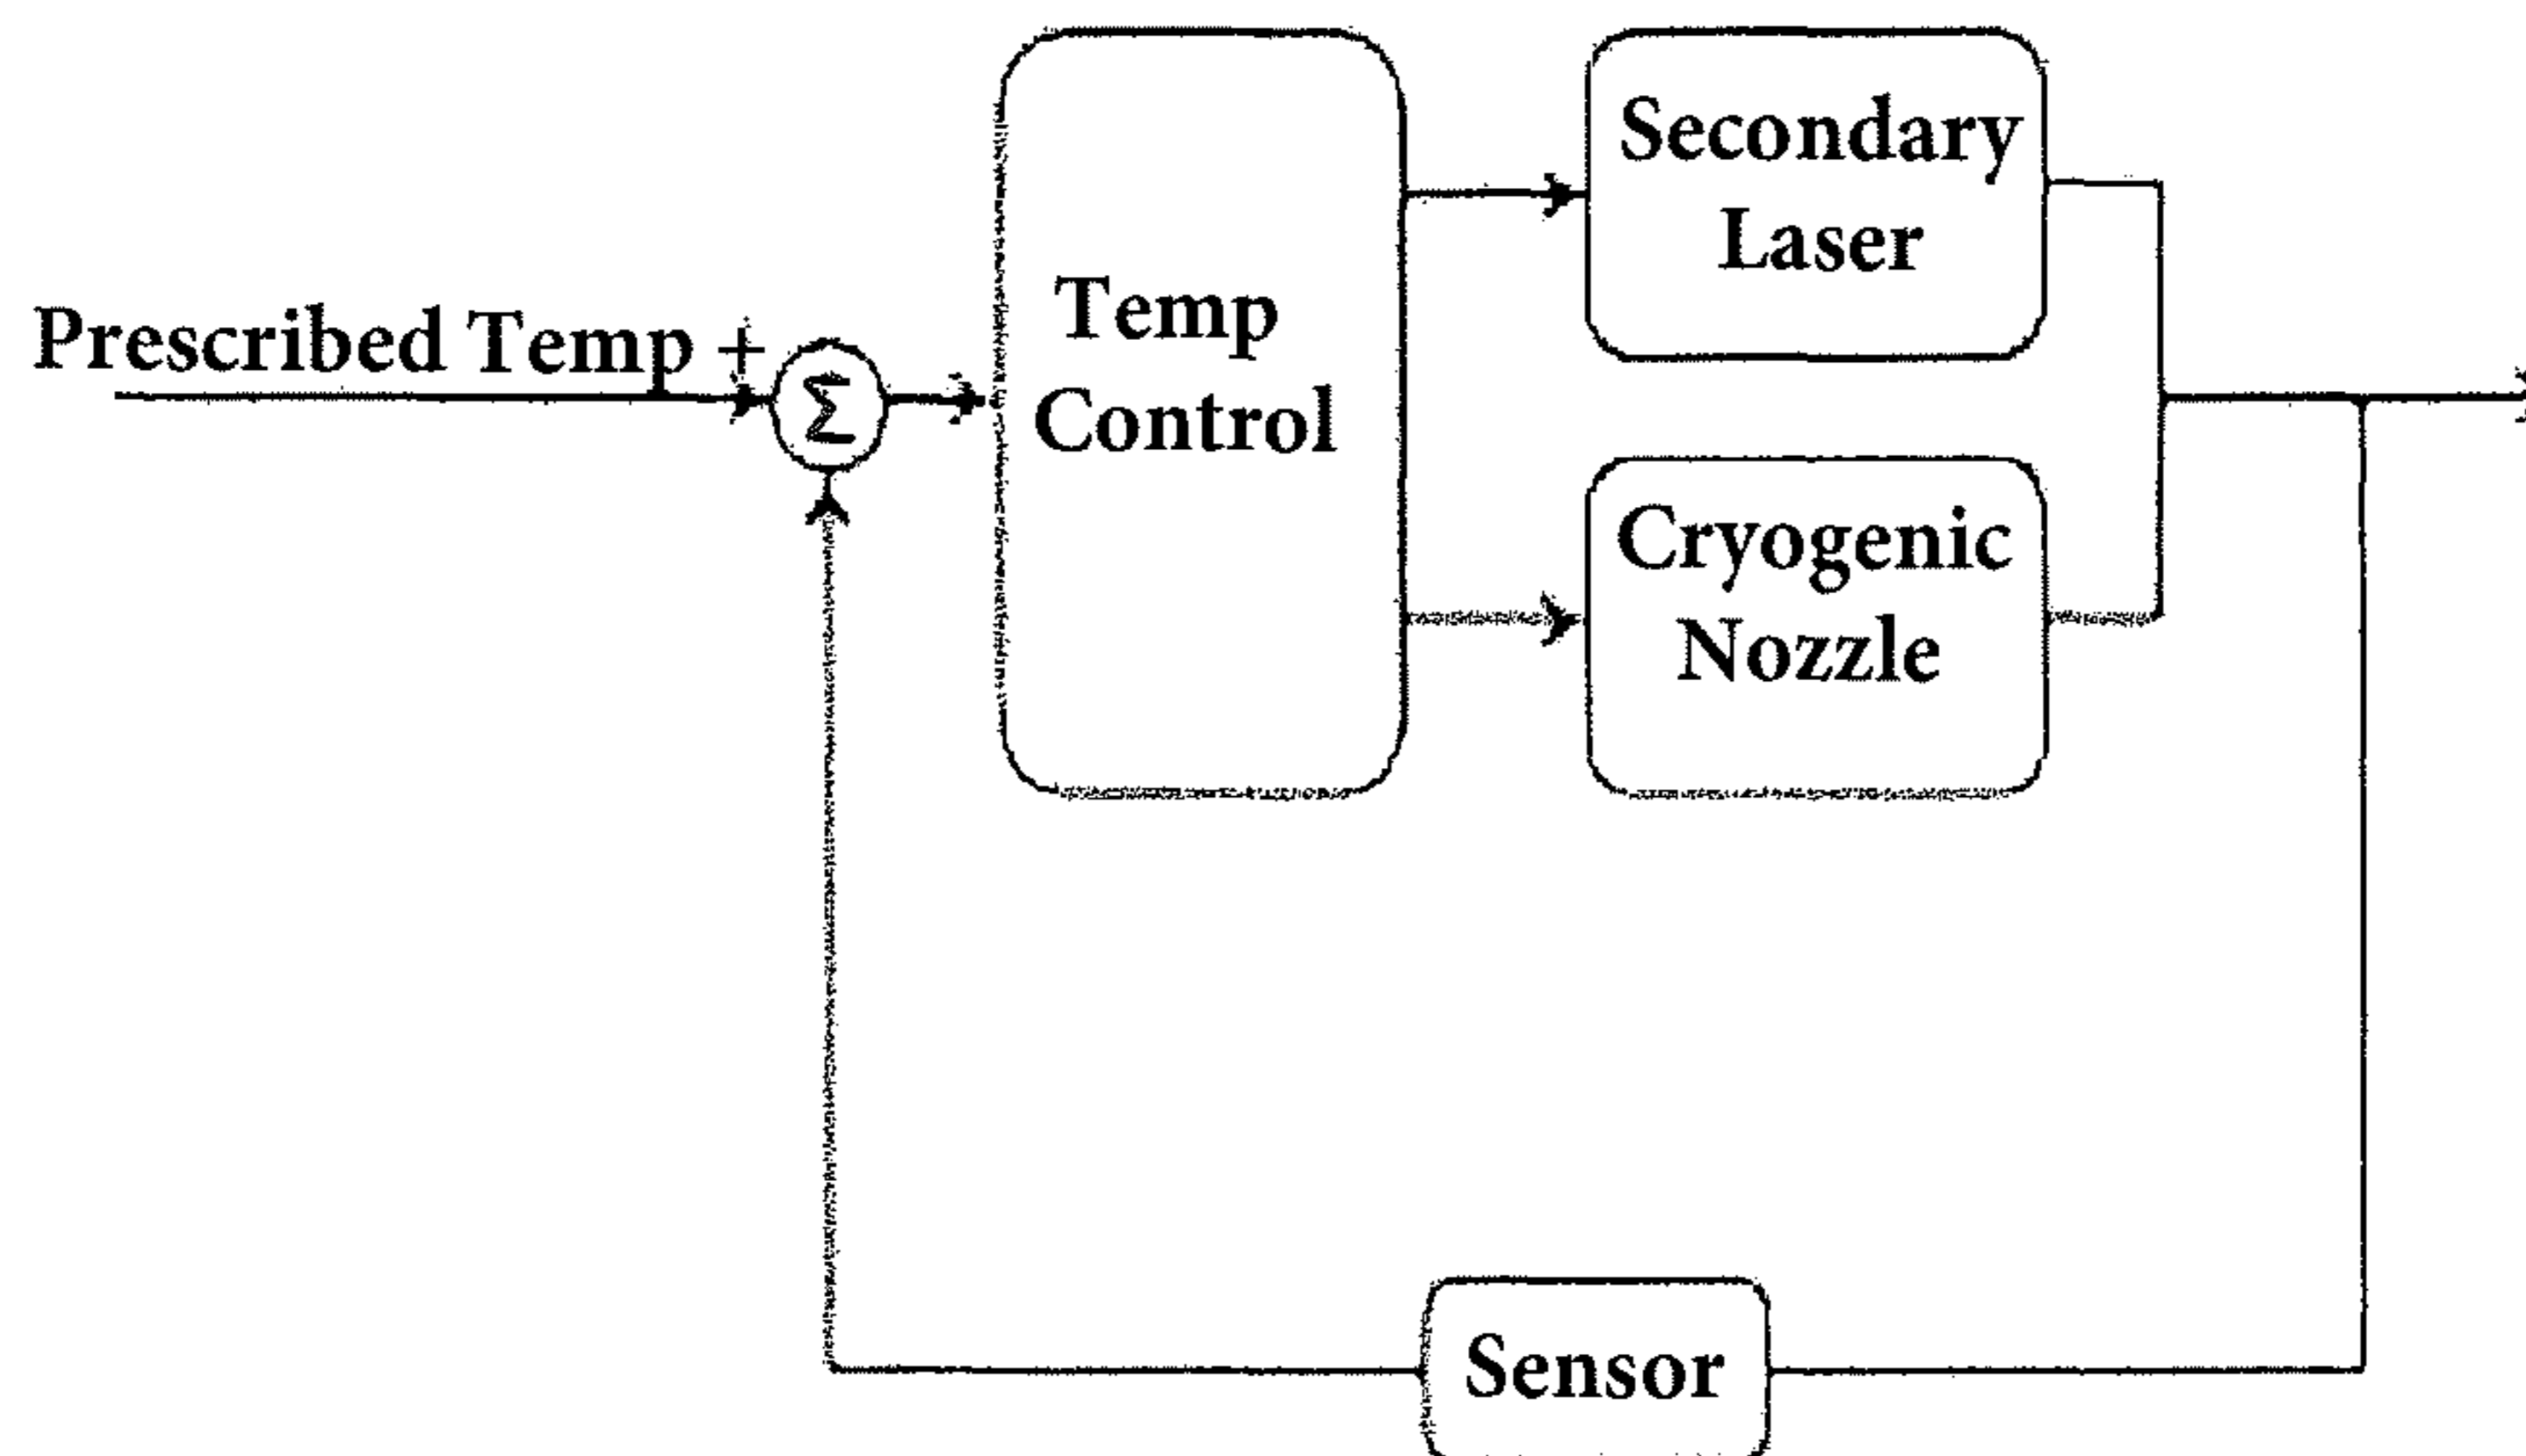 Prescribed Temp +
Σ
Temp
Control
Secondary
Laser
Cryogenic
Nozzle
Sensor